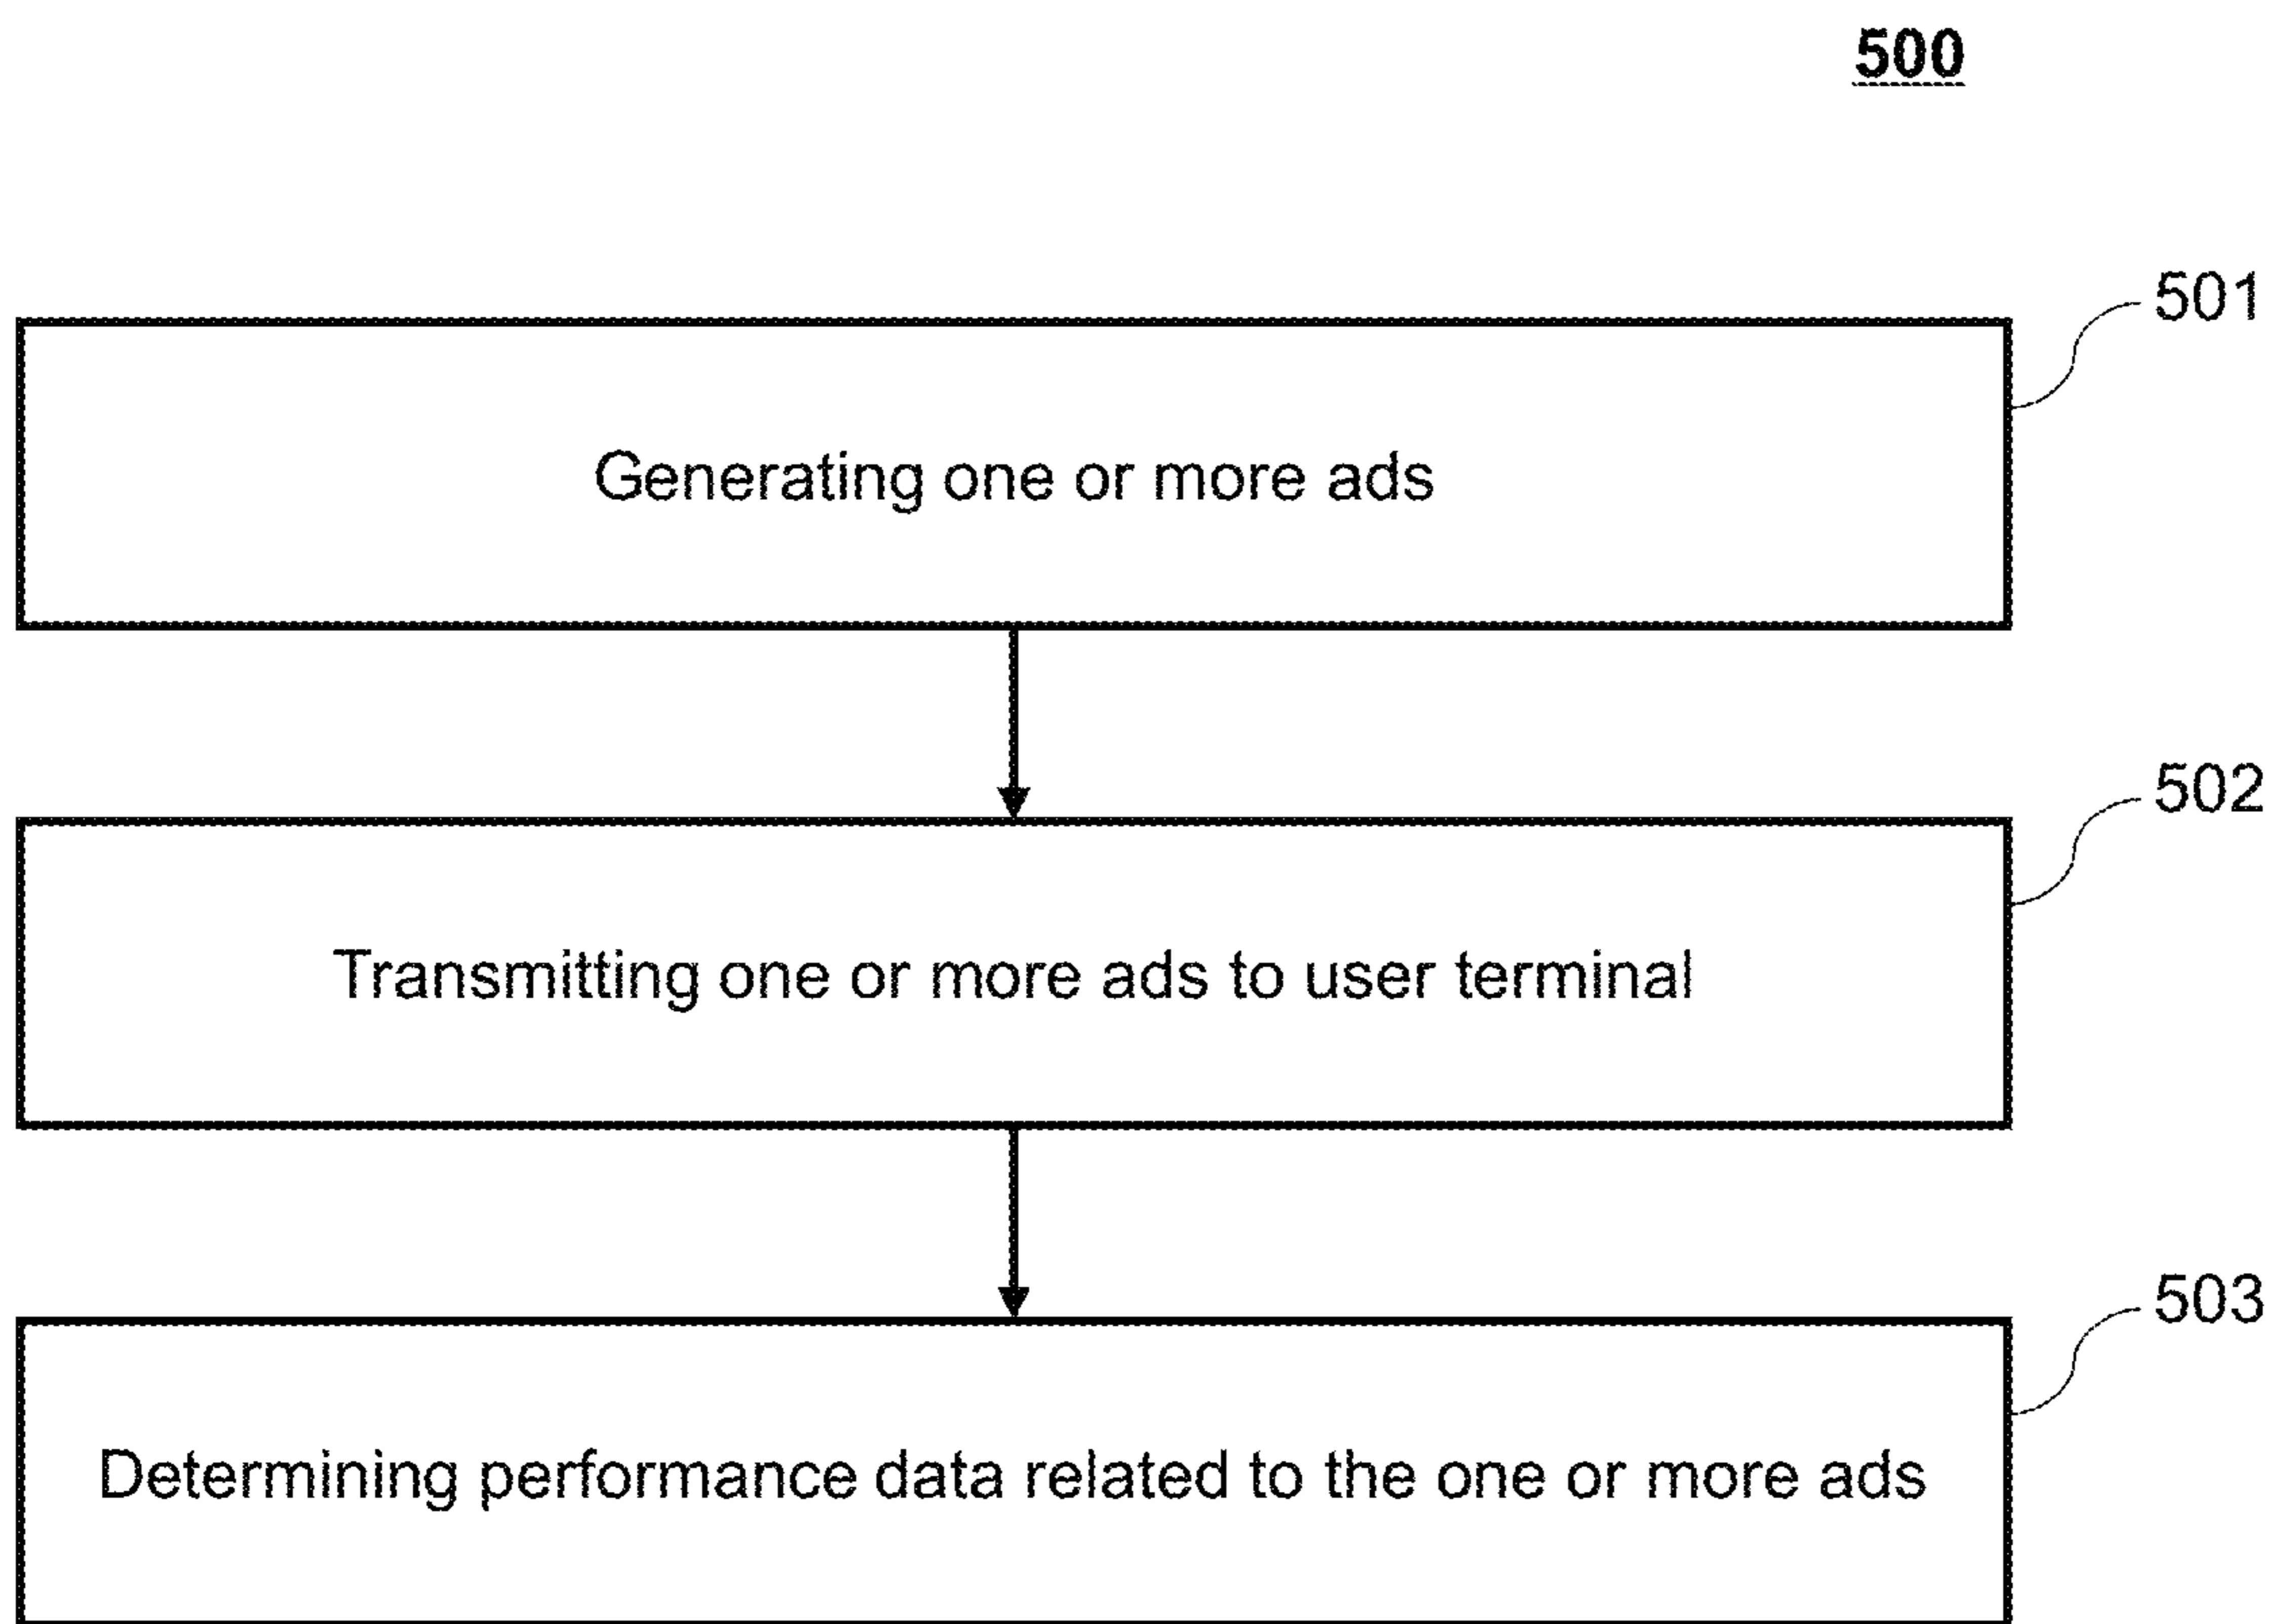 500
501
Generating one or more ads
502
Transmitting one or more ads to user terminal
503
Determining performance data related to the one or more ads